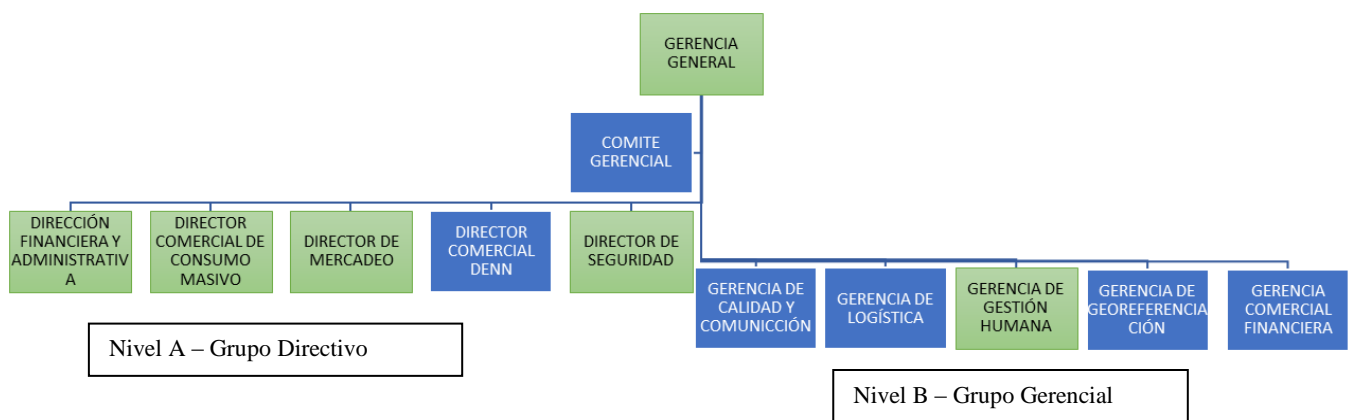 GERENCIA
GENERAL
COMITE
GERENCIAL
DIRECCIÓN
FINANCIERA Y
ADMINISTRATIV
A
DIRECTOR
COMERCIAL DE
CONSUMO
MASIVO
DIRECTOR DE
MERCADEO
DIRECTOR
COMERCIAL
DENN
DIRECTOR DE
SEGURIDAD
GERENCIA DE
CALIDAD Y
COMUNICCIÓN
GERENCIA DE
LOGÍSTICA
GERENCIA DE
GESTIÓN
HUMANA
GERENCIA DE
GEOREFERENCIA
CIÓN
GERENCIA
COMERCIAL
FINANCIERA
Nivel A – Grupo Directivo
Nivel B – Grupo Gerencial